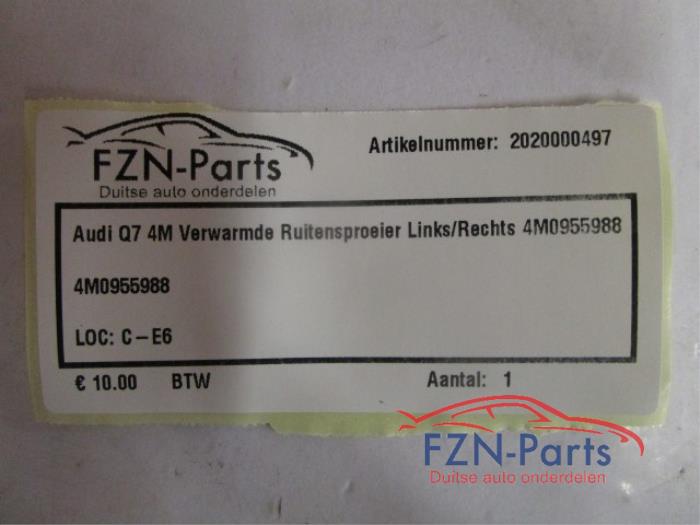 FZN-Parts
Duitse auto onderdelen
Artikelnummer: 2020000497
Audi Q7 4M Verwarmde Ruitensproeier Links/Rechts 4M0955988
4M0955988
LOC: C-E6
€ 10.00 BTW Aantal: 1
FZN-Parts
Duitse auto onderdelen